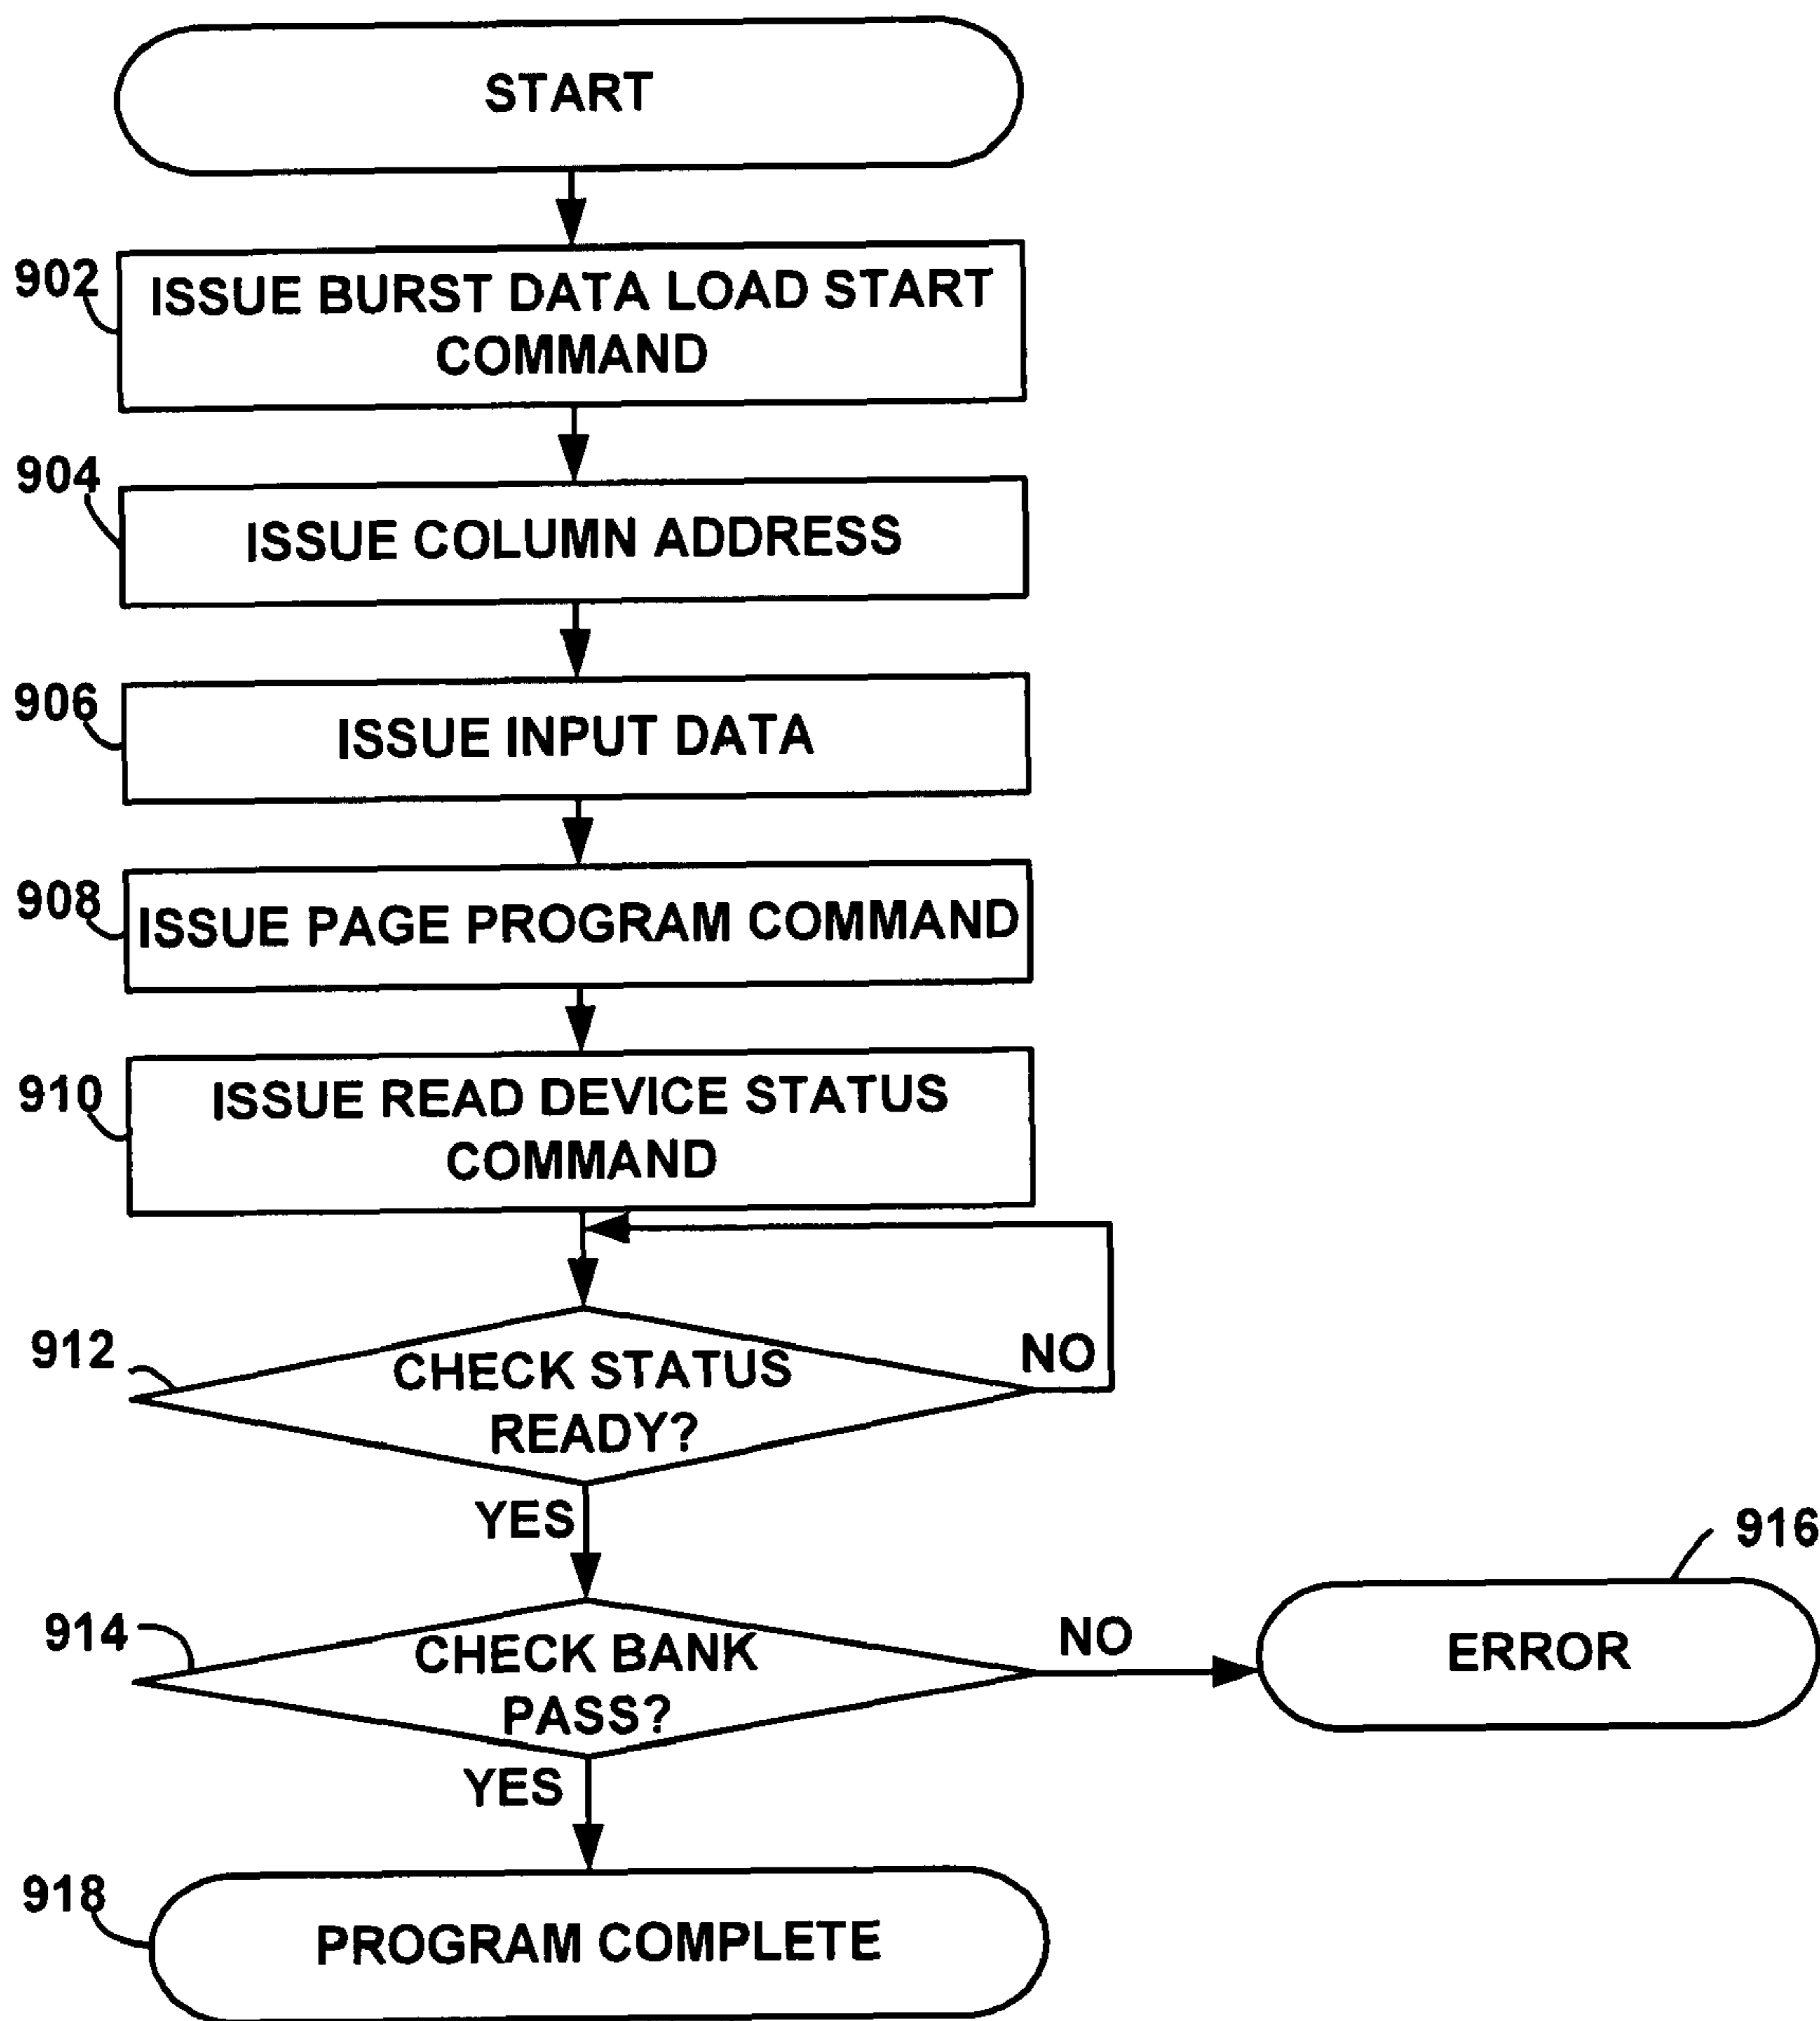 START
902
ISSUE BURST DATA LOAD START
COMMAND
904
ISSUE COLUMN ADDRESS
906
ISSUE INPUT DATA
908
ISSUE PAGE PROGRAM COMMAND
910
ISSUE READ DEVICE STATUS
COMMAND
912
CHECK STATUS
READY?
NO
YES
914
CHECK BANK
PASS?
NO
916
ERROR
YES
918
PROGRAM COMPLETE